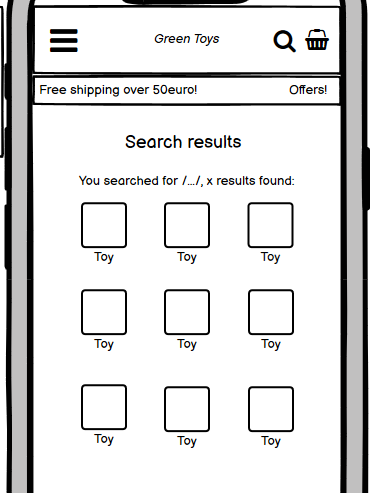 Green Toys
Free shipping over 50euro! Offers!
Search results
You searched for /.../, x results found:
Toy Toy Toy
Toy Toy Toy
Toy Toy Toy